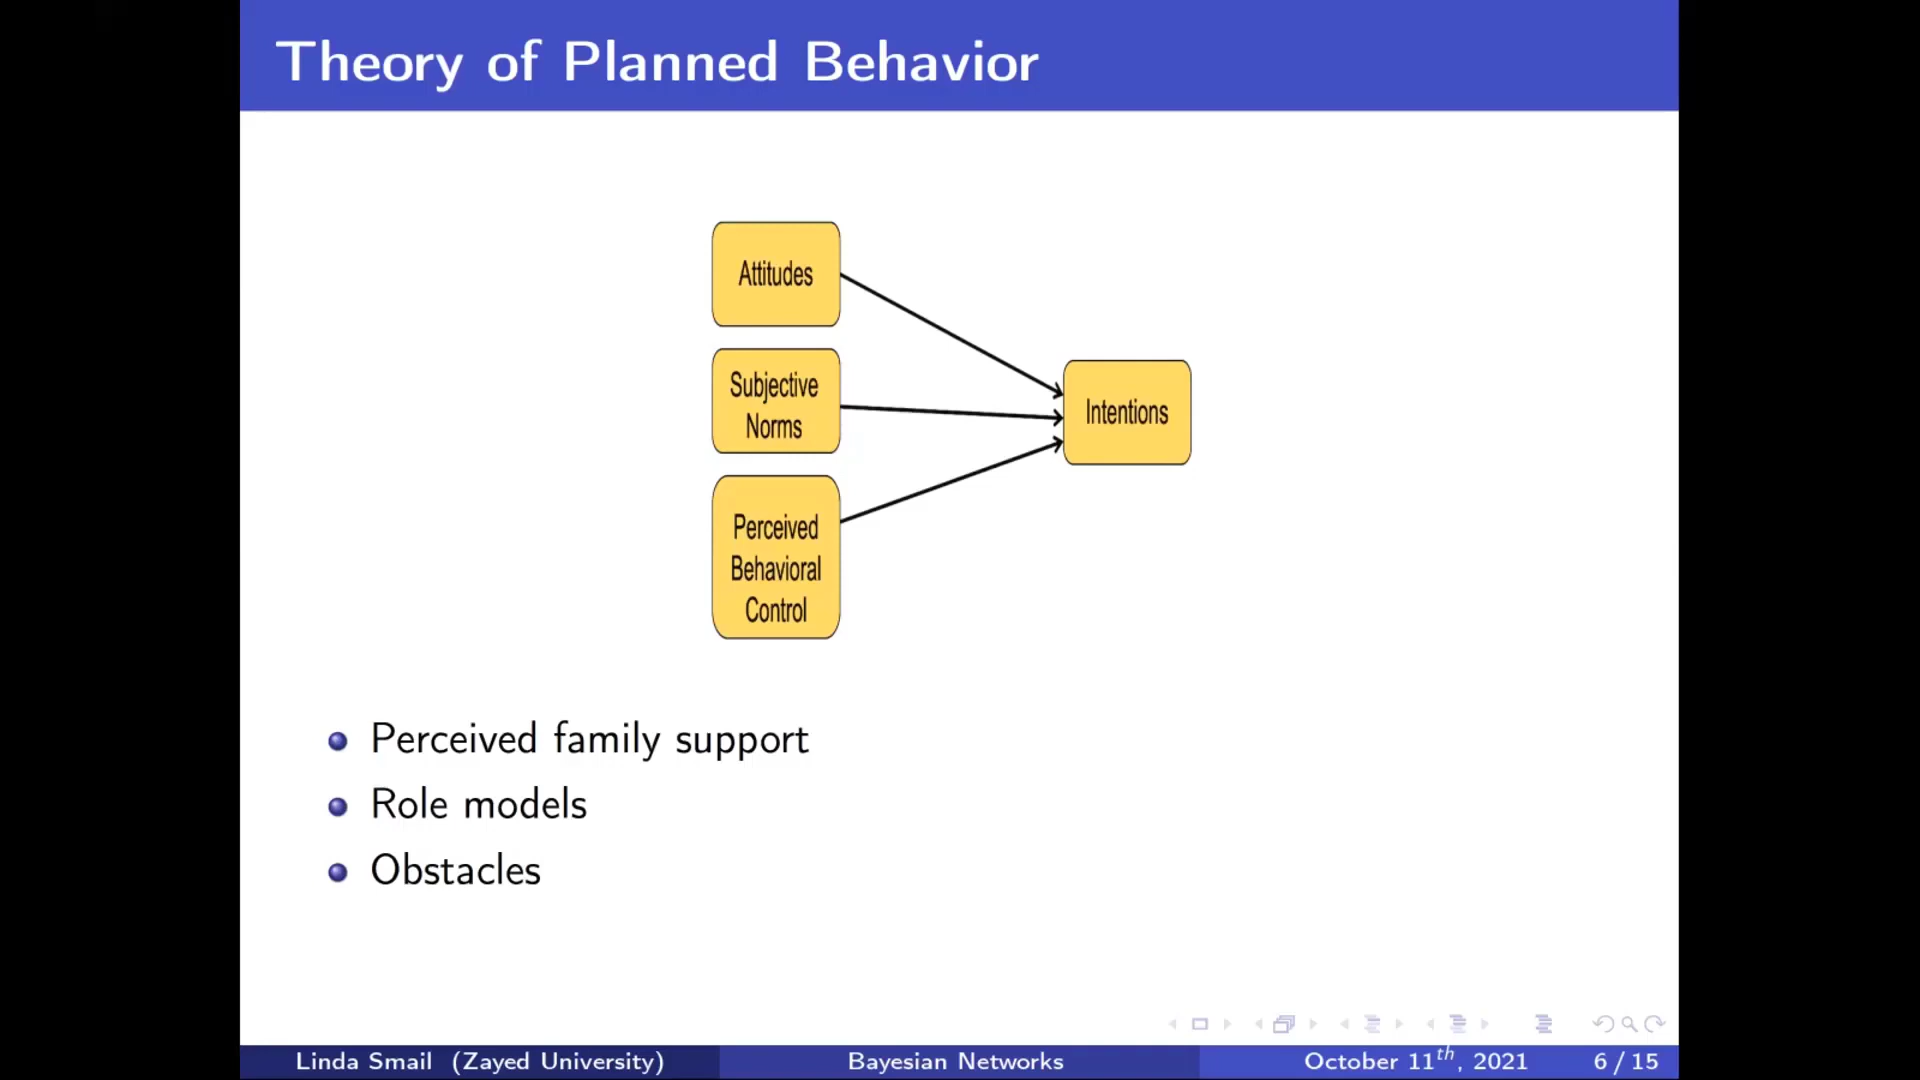 Theory of Planned Behavior
Attitudes
Subjective
Norms
Perceived
Behavioral
Control
Intentions
Perceived family support
Role models
Obstacles
Linda Smail (Zayed University) Bayesian Networks October 11th, 2021 6 / 15